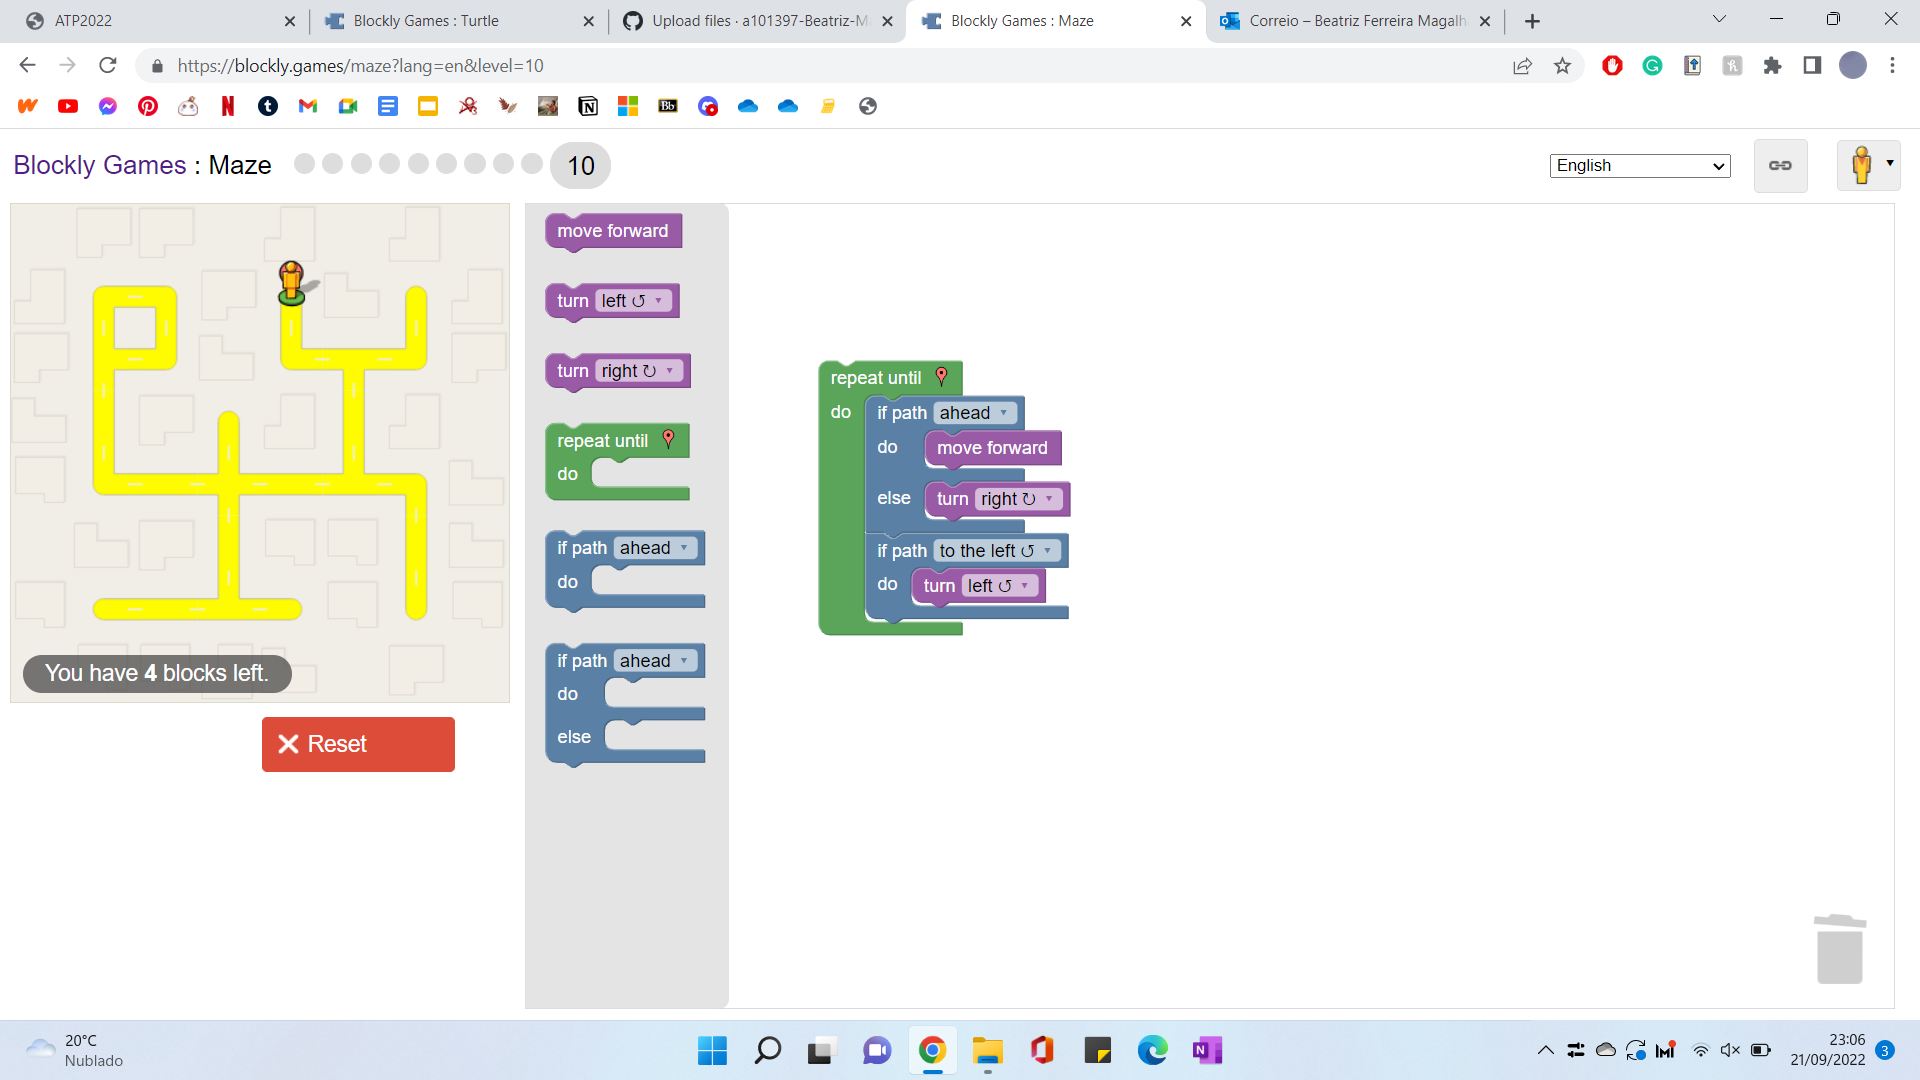 ATP2022
Blockly Games : Turtle
Upload files · a101397-Beatriz-M
Blockly Games : Maze
Correio – Beatriz Ferreira Magalh
https://blockly.games/maze?lang=en&level=10
Bb
Blockly Games : Maze
10
English
move forward
turn left ↺
turn right ↻
repeat until
do
if path ahead
do
if path ahead
do
else
repeat until
do
if path ahead
do
move forward
else
turn right ↻
if path to the left ↺
do
turn left ↺
You have 4 blocks left.
Reset
20°C
Nublado
23:06
21/09/2022
3